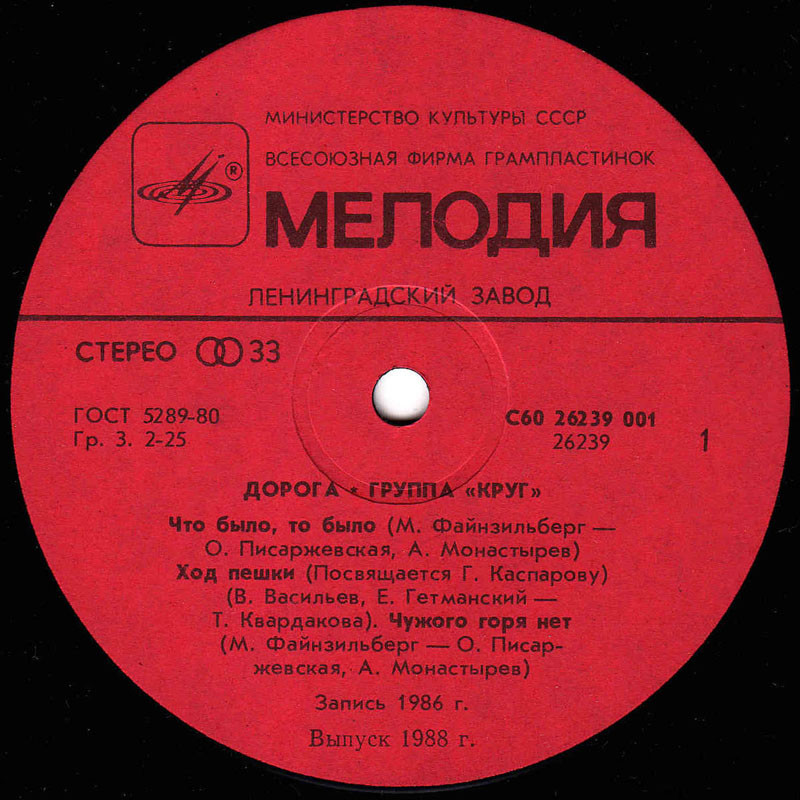 МИНИСТЕРСТВО КУЛЬТУРЫ СССР
ВСЕСОЮЗНАЯ ФИРМА ГРАМПЛАСТИНОК
®
МЕЛОДИЯ
ЛЕНИНГРАДСКИЙ ЗАВОД
СТЕРЕО 33
ГОСТ 5289-80
Гр. 3. 2-25
С60 26239 001
26239
1
ДОРОГА * ГРУППА «КРУГ»
Что было, то было (М. Файнзильберг —
О. Писаржевская, А. Монастырев)
Ход пешки (Посвящается Г. Каспарову)
(В. Васильев, Е. Гетманский —
Т. Квардакова). Чужого горя нет
(М. Файнзильберг — О. Писар-
жевская, А. Монастырев)
Запись 1986 г.
Выпуск 1988 г.